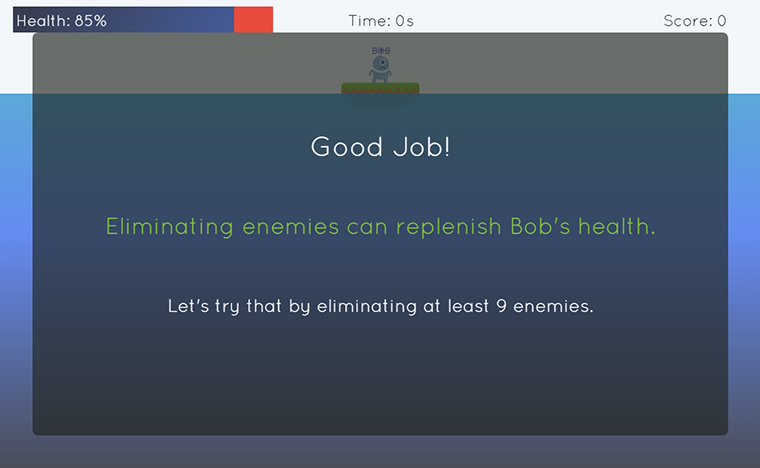 Health: 85%
Time: 0s
Score: 0
BOB
Good Job!
Eliminating enemies can replenish Bob's health.
Let's try that by eliminating at least 9 enemies.